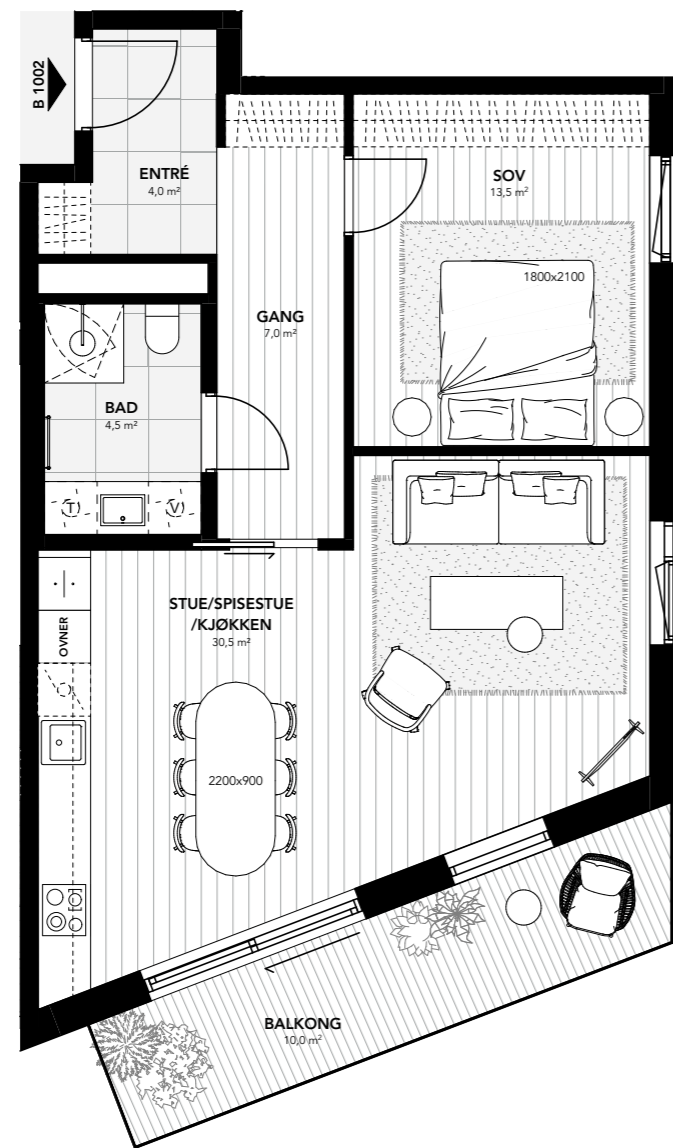 B 1002
ENTRÉ
4,0 m²
SOV
13,5 m²
1800x2100
GANG
7,0 m²
BAD
4,5 m²
T
V
STUE/SPISESTUE
/KJØKKEN
30,5 m²
OVNER
2200x900
BALKONG
10,0 m²